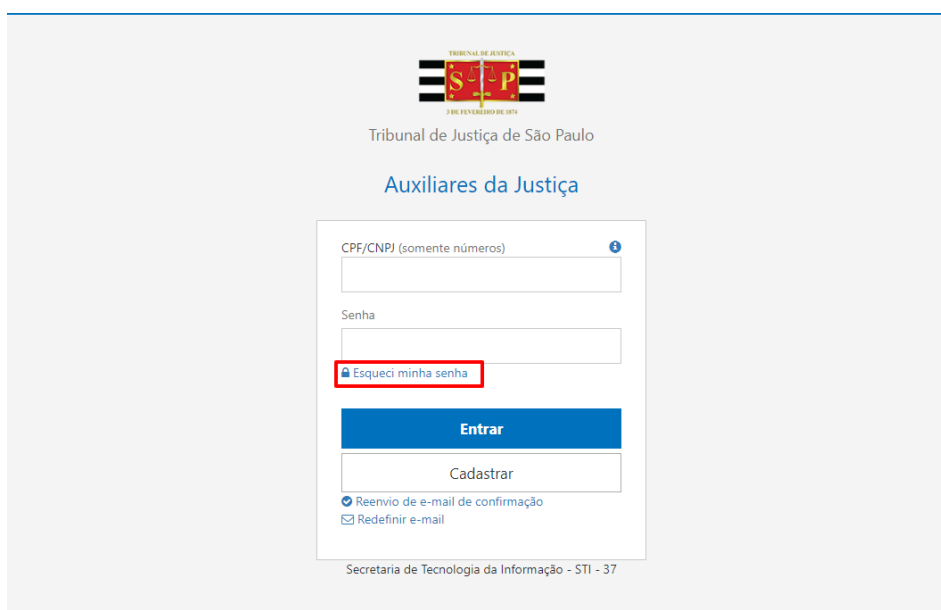 TRIBUNAL DE JUSTIÇA
S P
3 DE FEVEREIRO DE 1874
Tribunal de Justiça de São Paulo
Auxiliares da Justiça
CPF/CNPJ (somente números)
Senha
Esqueci minha senha
Entrar
Cadastrar
Reenvio de e-mail de confirmação
Redefinir e-mail
Secretaria de Tecnologia da Informação - STI - 37